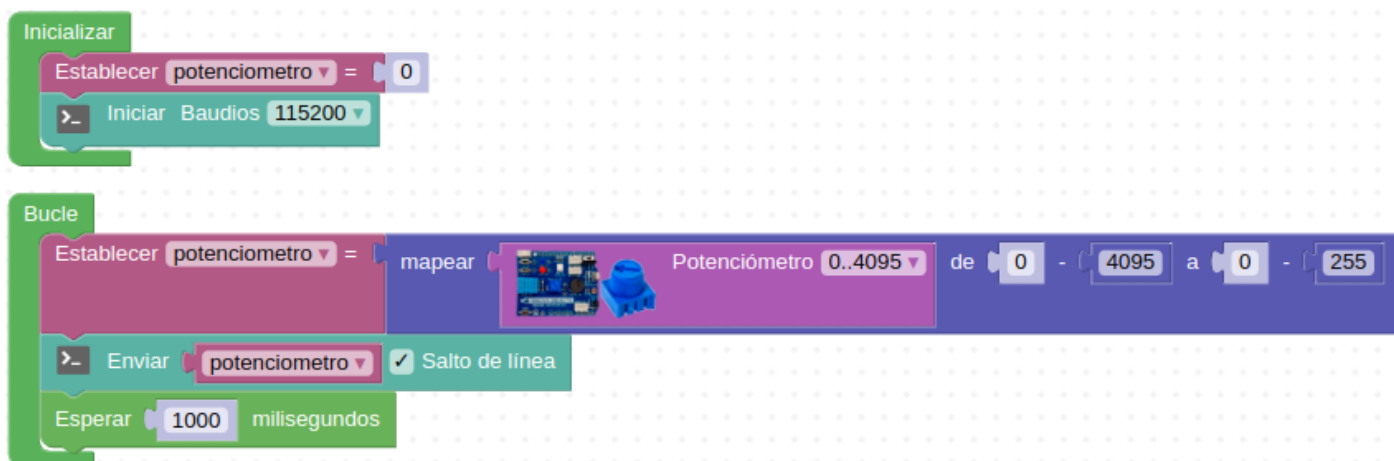 Inicializar
Establecer potenciometro ▾ = 0
Iniciar Baudios 115200 ▾
Bucle
Establecer potenciometro ▾ = mapear Potenciómetro 0..4095 ▾ de 0 - 4095 a 0 - 255
Enviar potenciometro ▾ ✓ Salto de línea
Esperar 1000 milisegundos